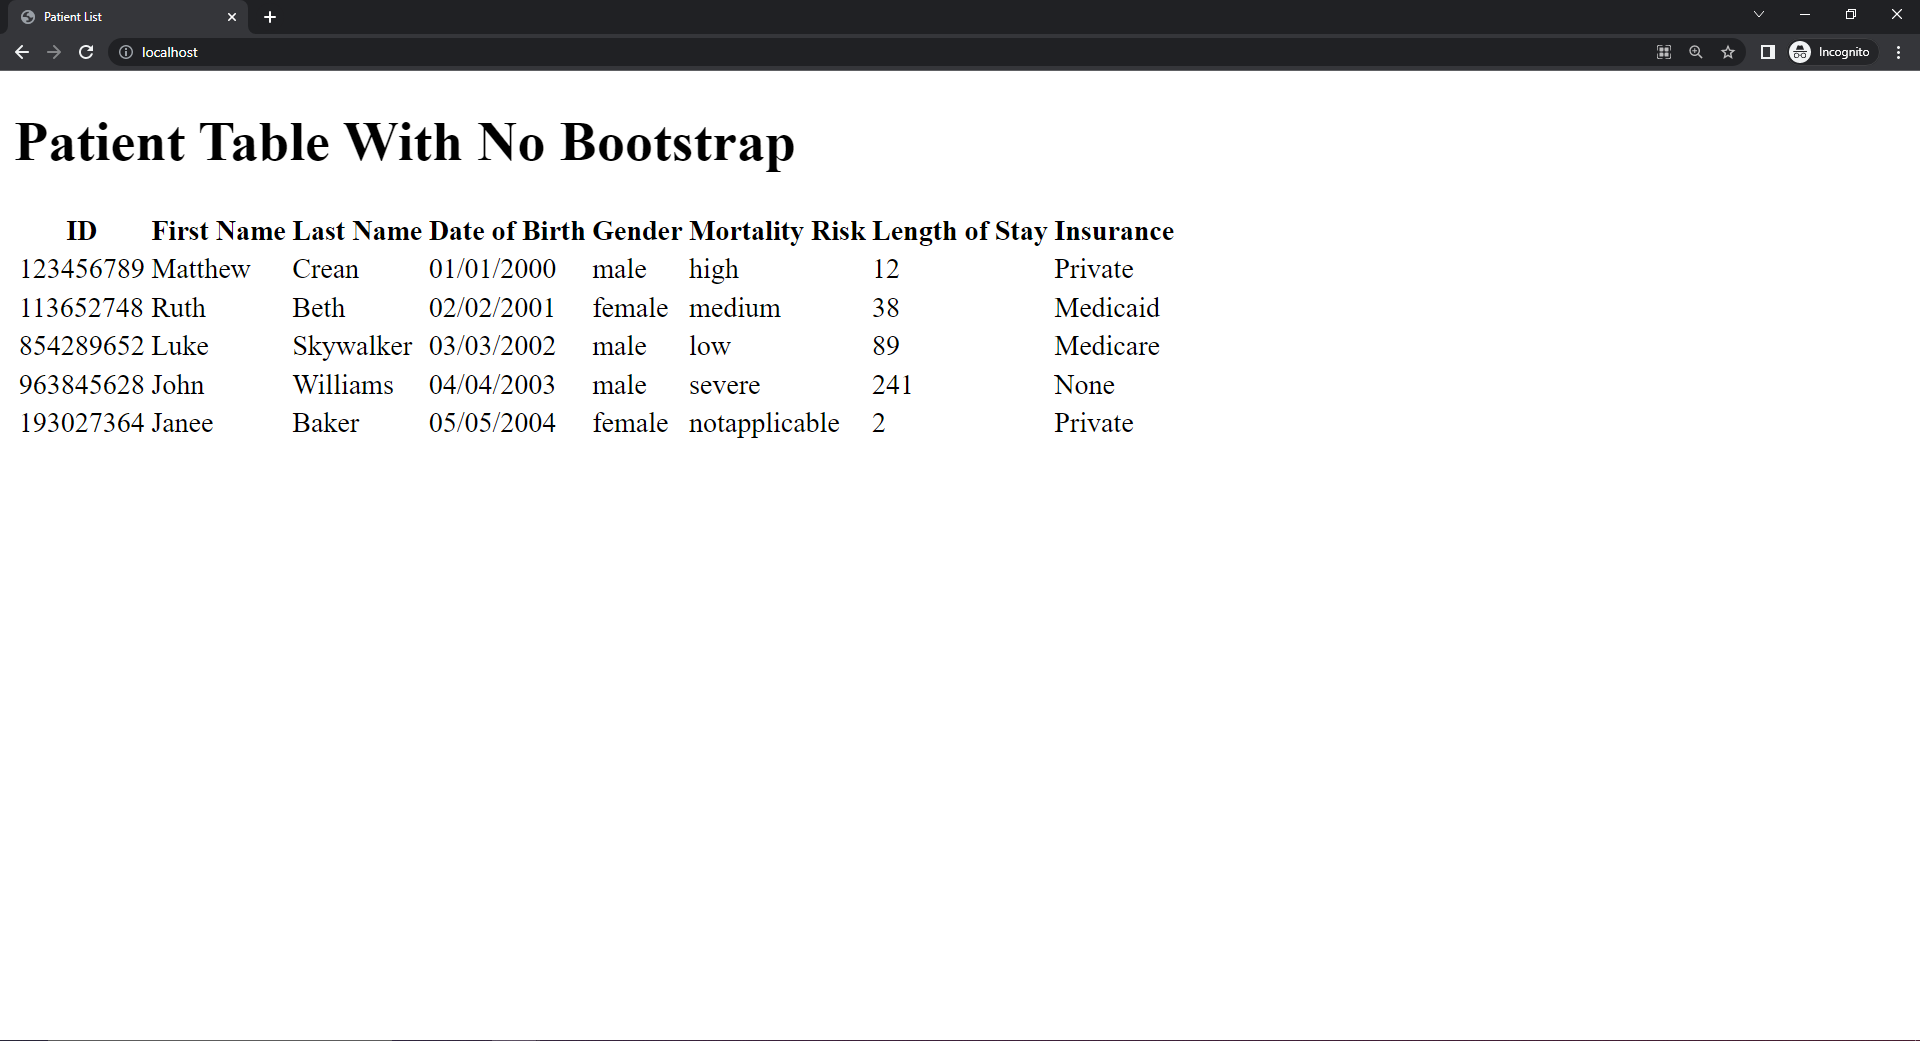 Patient List
localhost
Incognito
Patient Table With No Bootstrap
ID First Name Last Name Date of Birth Gender Mortality Risk Length of Stay Insurance
123456789 Matthew Crean 01/01/2000 male high 12 Private
113652748 Ruth Beth 02/02/2001 female medium 38 Medicaid
854289652 Luke Skywalker 03/03/2002 male low 89 Medicare
963845628 John Williams 04/04/2003 male severe 241 None
193027364 Janee Baker 05/05/2004 female notapplicable 2 Private